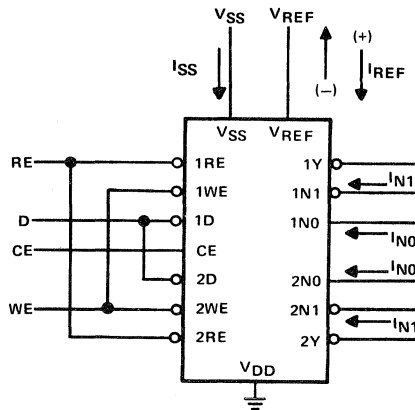 VSS VREF
ISS
(+)
(−) IREF
VSS VREF
RE 1RE 1Y
1WE 1N1 IN1
D 1D 1N0
IN0
CE CE
IN0
2D 2N0
WE 2WE 2N1
IN1
2RE 2Y
VDD